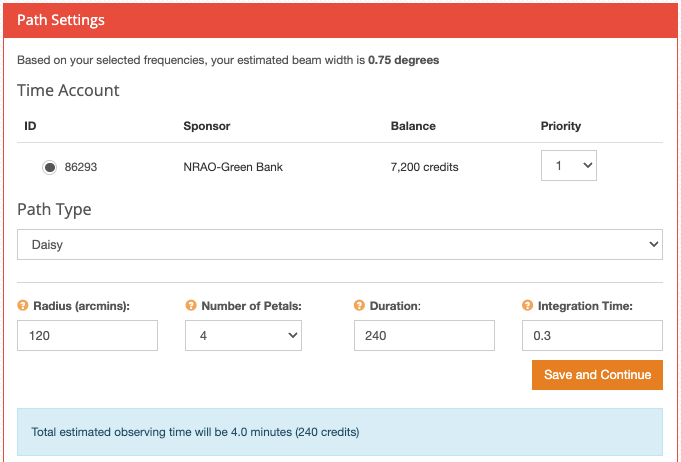 Path Settings
Based on your selected frequencies, your estimated beam width is 0.75 degrees
Time Account
ID Sponsor Balance Priority
86293 NRAO-Green Bank 7,200 credits 1
Path Type
Daisy
? Radius (arcmins): ? Number of Petals: ? Duration: ? Integration Time:
120 4 240 0.3
Save and Continue
Total estimated observing time will be 4.0 minutes (240 credits)